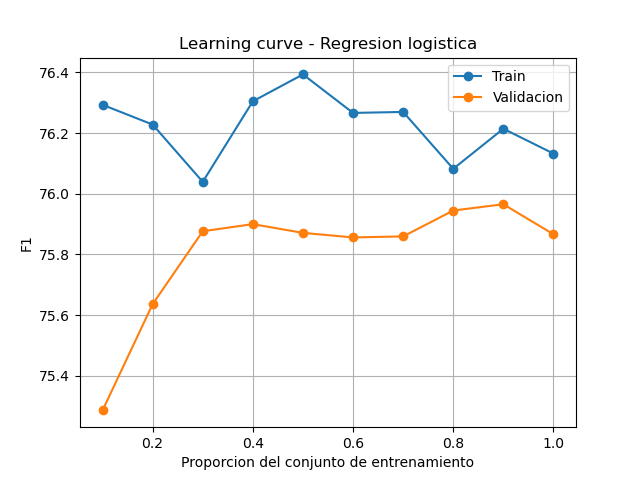 Learning curve - Regresion logistica
Train
Validacion
76.4
76.2
76.0
75.8
75.6
75.4
F1
0.2 0.4 0.6 0.8 1.0
Proporcion del conjunto de entrenamiento